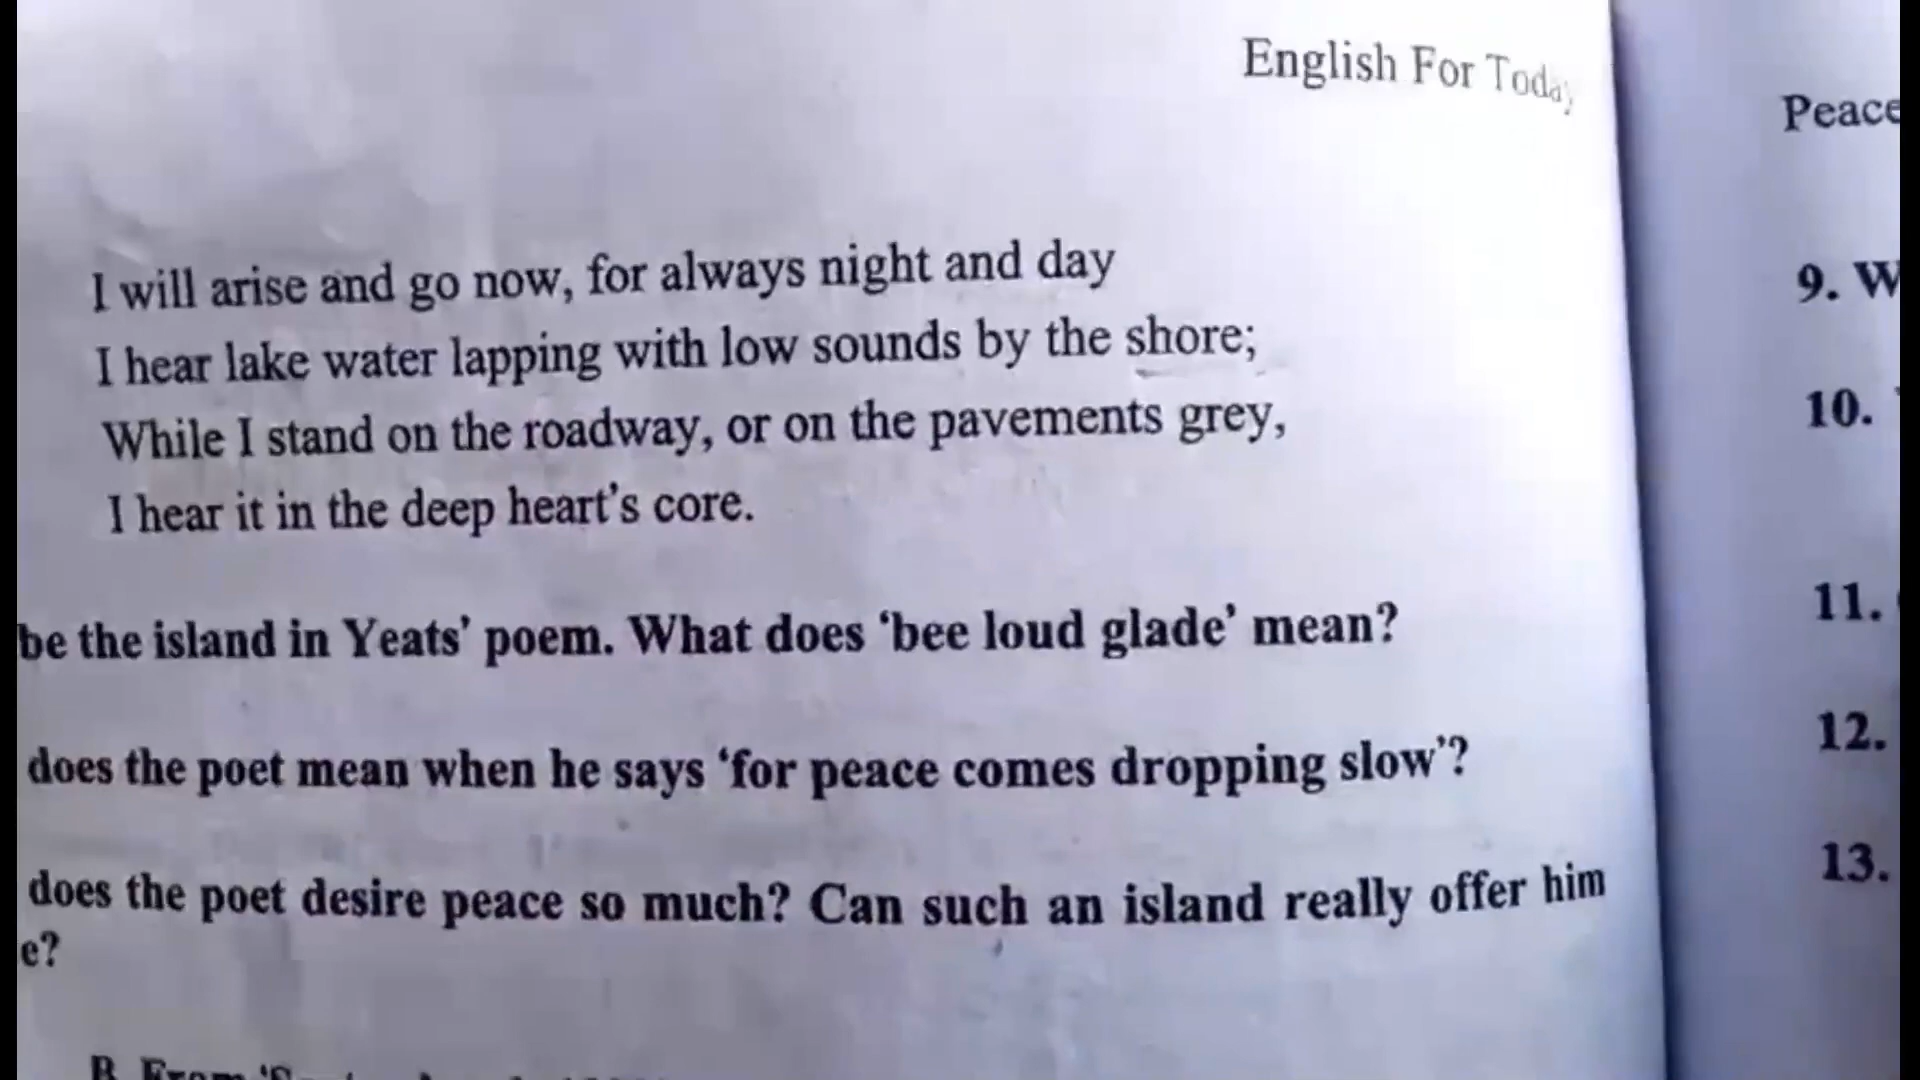 English For Today
I will arise and go now, for always night and day
I hear lake water lapping with low sounds by the shore;
While I stand on the roadway, or on the pavements grey,
I hear it in the deep heart's core.
be the island in Yeats' poem. What does ‘bee loud glade’ mean?
does the poet mean when he says ‘for peace comes dropping slow’?
does the poet desire peace so much? Can such an island really offer him
e?
B. From
Peace
9. W
10.
11.
12.
13.